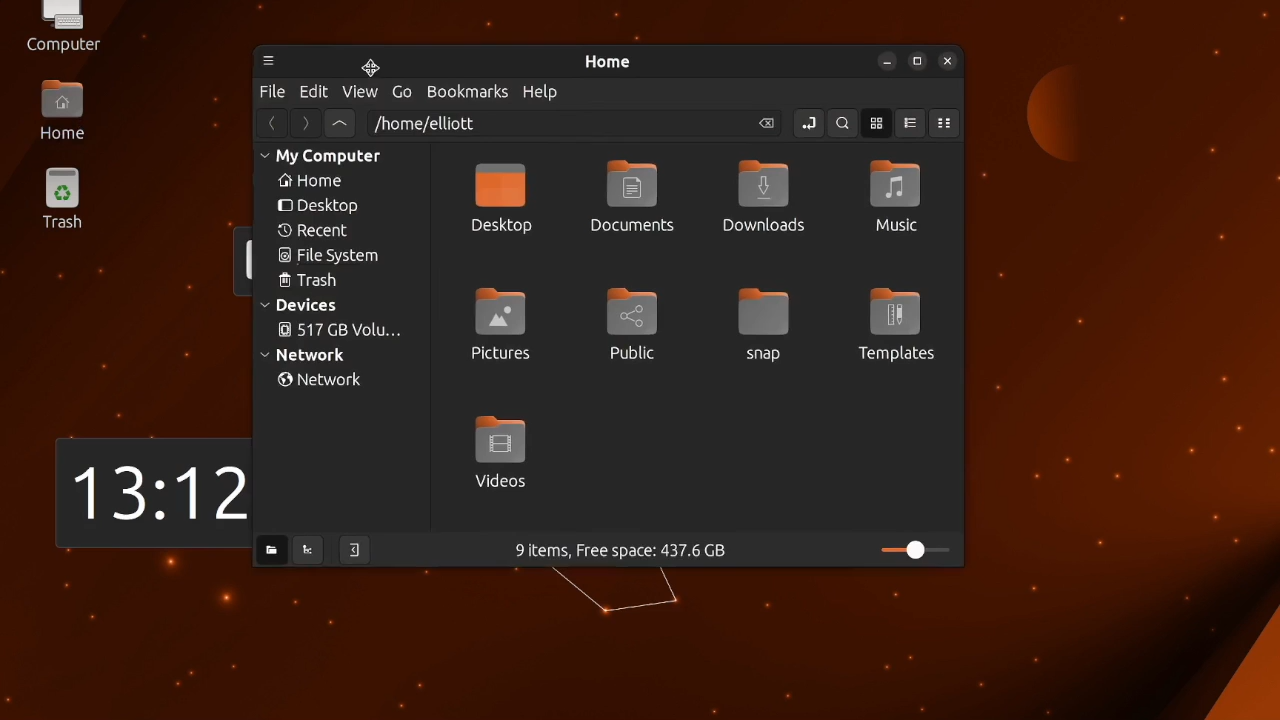 Computer
Home
Trash
13:12
Home
File Edit View Go Bookmarks Help
/home/elliott
My Computer
Home
Desktop
Recent
File System
Trash
Devices
517 GB Volu…
Network
Network
Desktop Documents Downloads Music
Pictures Public snap Templates
Videos
9 items, Free space: 437.6 GB